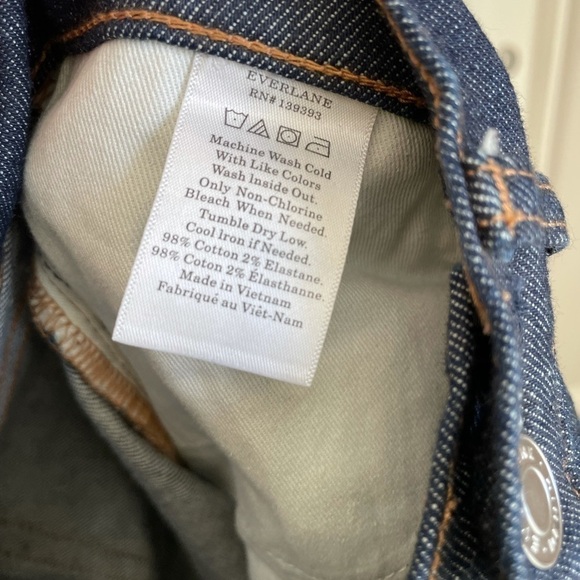 EVERLANE
RN# 139393
Machine Wash Cold
With Like Colors
Wash Inside Out.
Only Non-Chlorine
Bleach When Needed.
Tumble Dry Low.
Cool Iron if Needed.
98% Cotton 2% Elastane.
98% Coton 2% Élasthanne.
Made in Vietnam
Fabriqué au Viêt-Nam